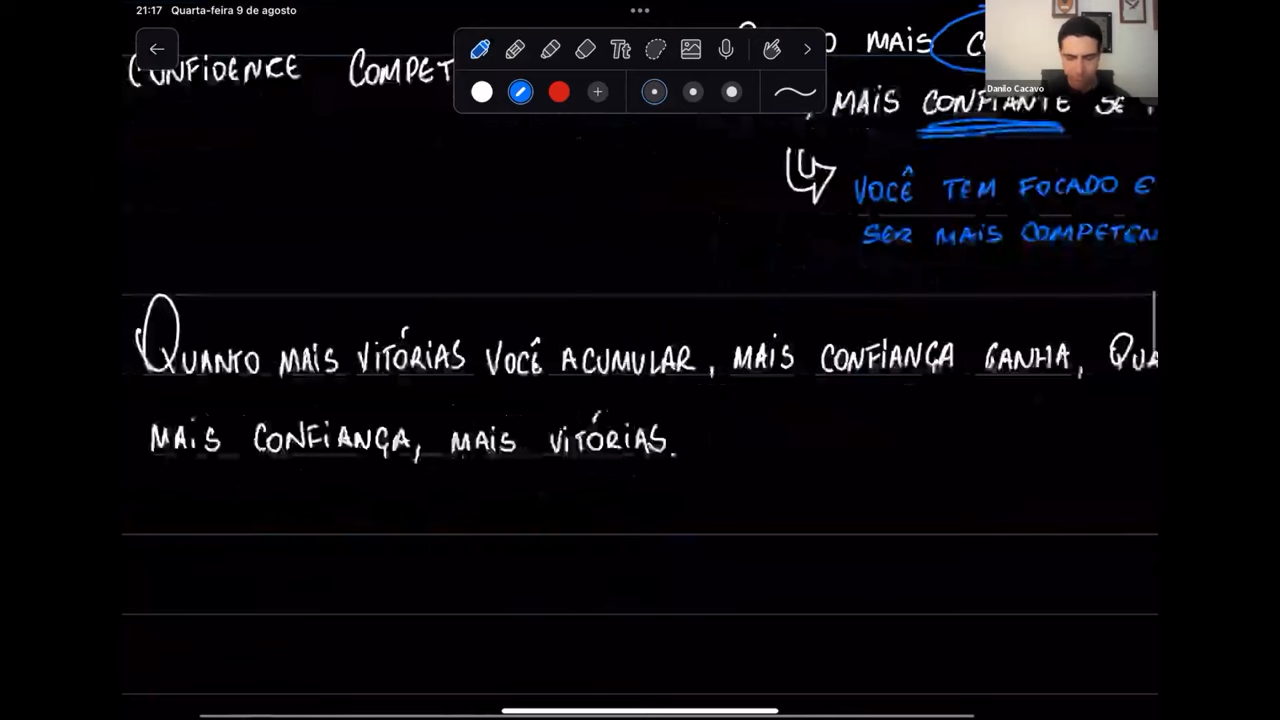 21:17 Quarta-feira 9 de agosto
MAIS
CONFIDENCE COMPET
Tt
Danilo Cacavo
, MAIS CONFIANTE SE
VOCÊ TEM FOCADO E
SER MAIS COMPETEN
QUANTO MAIS VITÓRIAS VOCÊ ACUMULAR, MAIS CONFIANÇA GANHA, QUA
MAIS CONFIANÇA, MAIS VITÓRIAS.